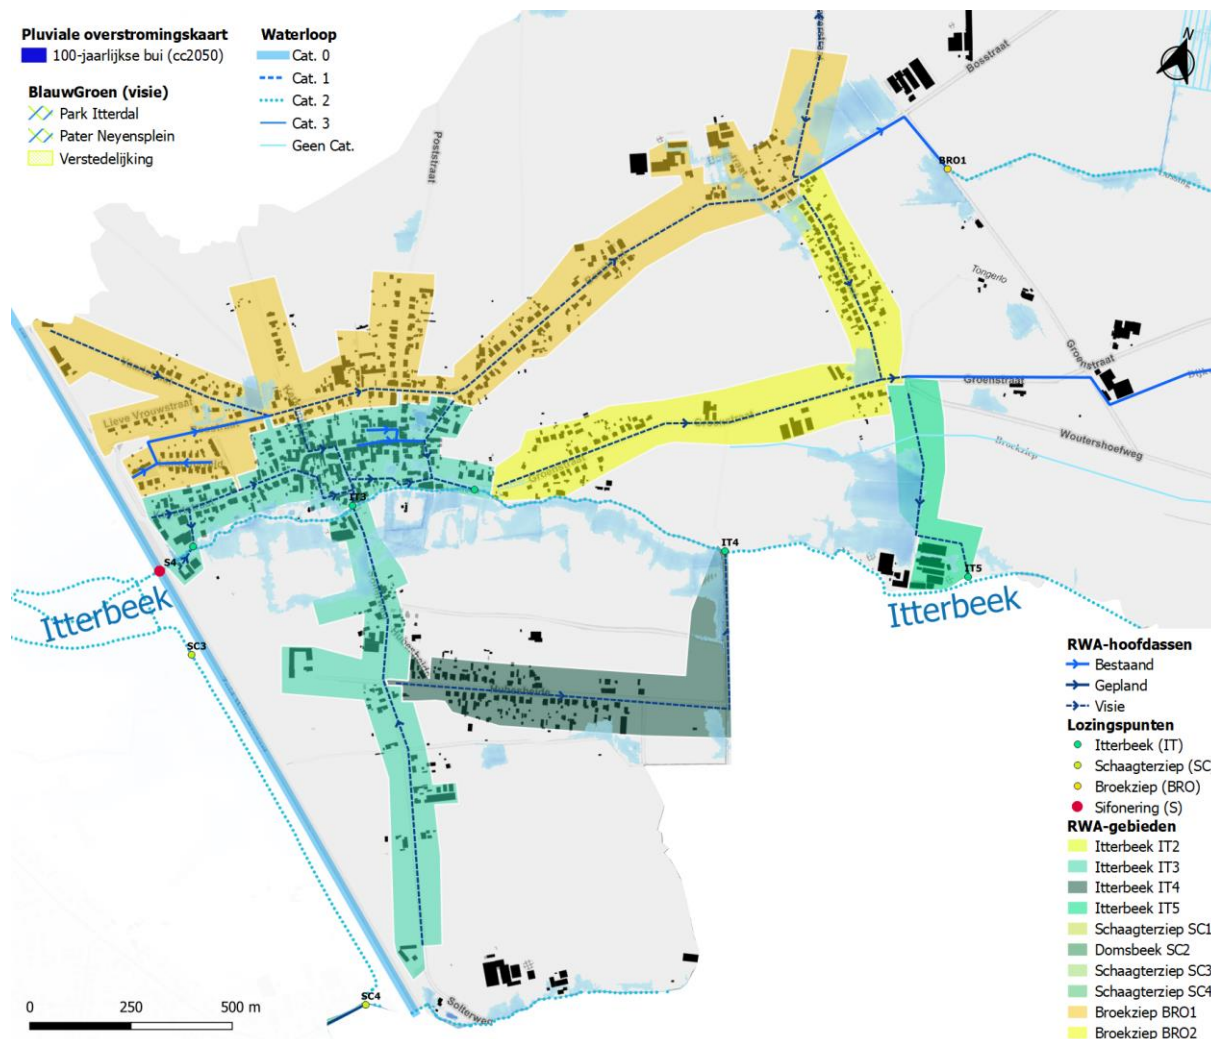 Pluviale overstromingskaart
100-jaarlijkse bui (cc2050)
BlauwGroen (visie)
Park Itterdal
Pater Neyensplein
Verstedelijking
Waterloop
Cat. 0
Cat. 1
Cat. 2
Cat. 3
Geen Cat.
N
Bosstraat
Poststraat
BRO1
Tongerlo
Groenstraat
Groenstraat
Dijk
Lieve Vrouwstraat
Woutershoefweg
Broekziep
Groenstraat
IT3
S4
IT4
IT5
Itterbeek
Itterbeek
SC3
SC4
Solterweg
0 250 500 m
RWA-hoofdassen
Bestaand
Gepland
Visie
Lozingspunten
Itterbeek (IT)
Schaagterziep (SC
Broekziep (BRO)
Sifonering (S)
RWA-gebieden
Itterbeek IT2
Itterbeek IT3
Itterbeek IT4
Itterbeek IT5
Schaagterziep SC1
Domsbeek SC2
Schaagterziep SC3
Schaagterziep SC4
Broekziep BRO1
Broekziep BRO2